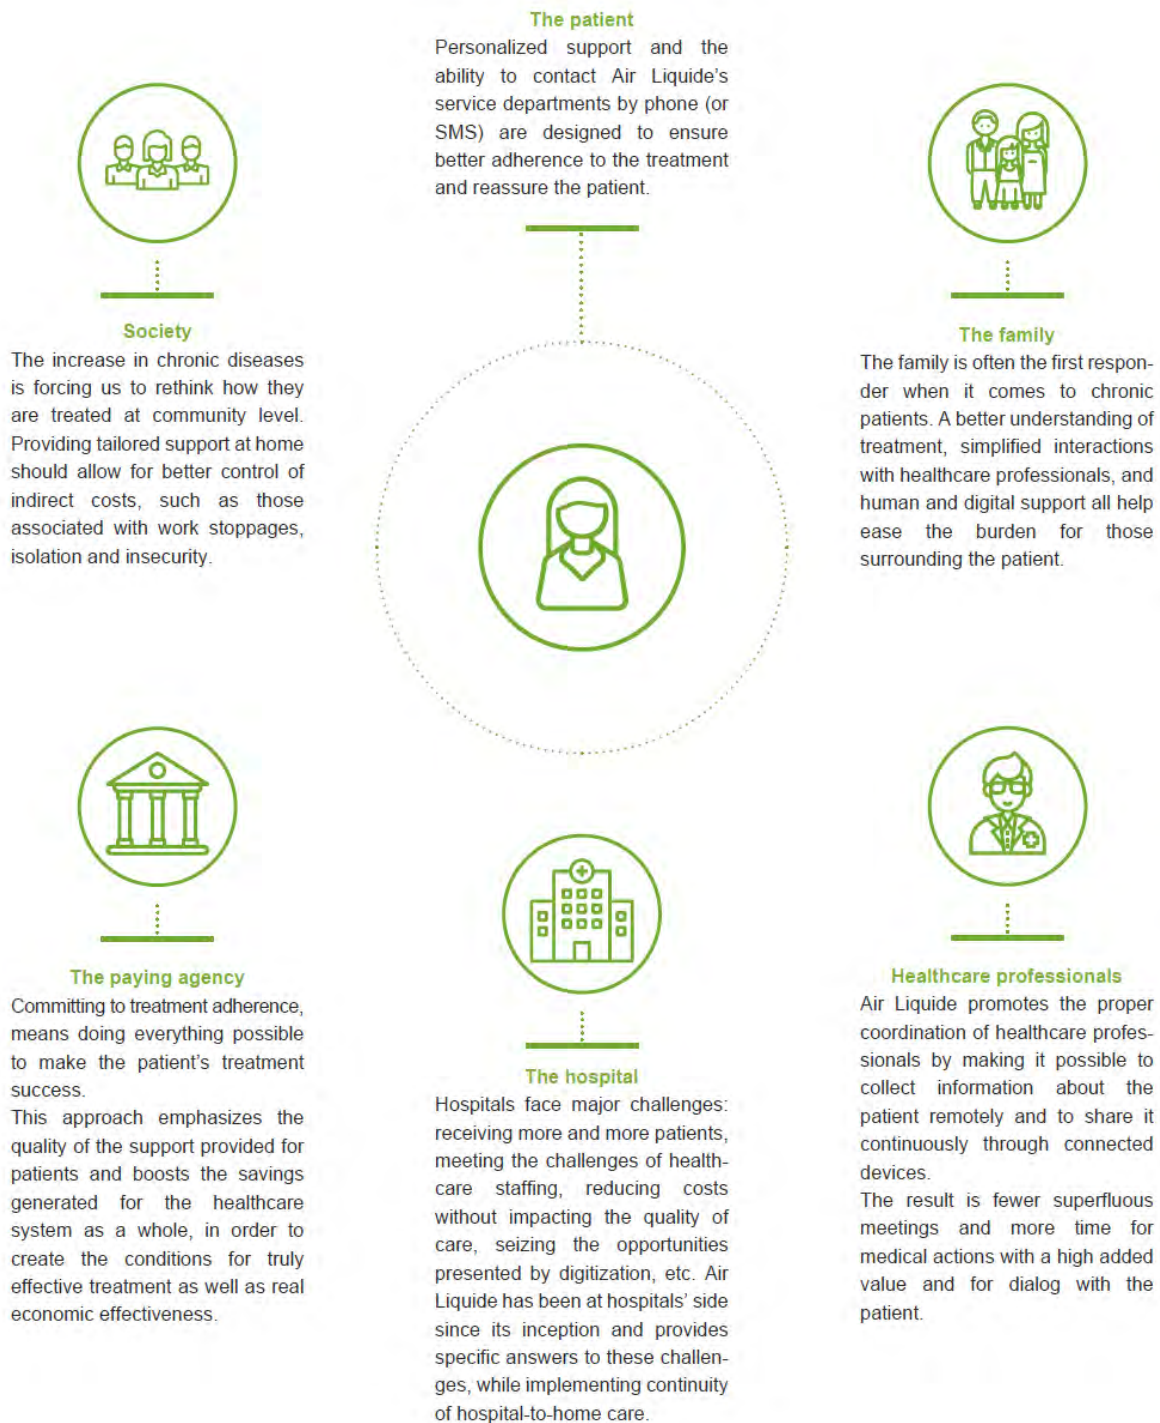 The patient
Personalized support and the
ability to contact Air Liquide's
service departments by phone (or
SMS) are designed to ensure
better adherence to the treatment
and reassure the patient.
Society
The increase in chronic diseases
is forcing us to rethink how they
are treated at community level.
Providing tailored support at home
should allow for better control of
indirect costs, such as those
associated with work stoppages,
isolation and insecurity.
The family
The family is often the first respon-
der when it comes to chronic
patients. A better understanding of
treatment, simplified interactions
with healthcare professionals, and
human and digital support all help
ease the burden for those
surrounding the patient.
The paying agency
Committing to treatment adherence,
means doing everything possible
to make the patient's treatment
success.
This approach emphasizes the
quality of the support provided for
patients and boosts the savings
generated for the healthcare
system as a whole, in order to
create the conditions for truly
effective treatment as well as real
economic effectiveness.
The hospital
Hospitals face major challenges:
receiving more and more patients,
meeting the challenges of health-
care staffing, reducing costs
without impacting the quality of
care, seizing the opportunities
presented by digitization, etc. Air
Liquide has been at hospitals' side
since its inception and provides
specific answers to these challen-
ges, while implementing continuity
of hospital-to-home care.
Healthcare professionals
Air Liquide promotes the proper
coordination of healthcare profes-
sionals by making it possible to
collect information about the
patient remotely and to share it
continuously through connected
devices.
The result is fewer superfluous
meetings and more time for
medical actions with a high added
value and for dialog with the
patient.